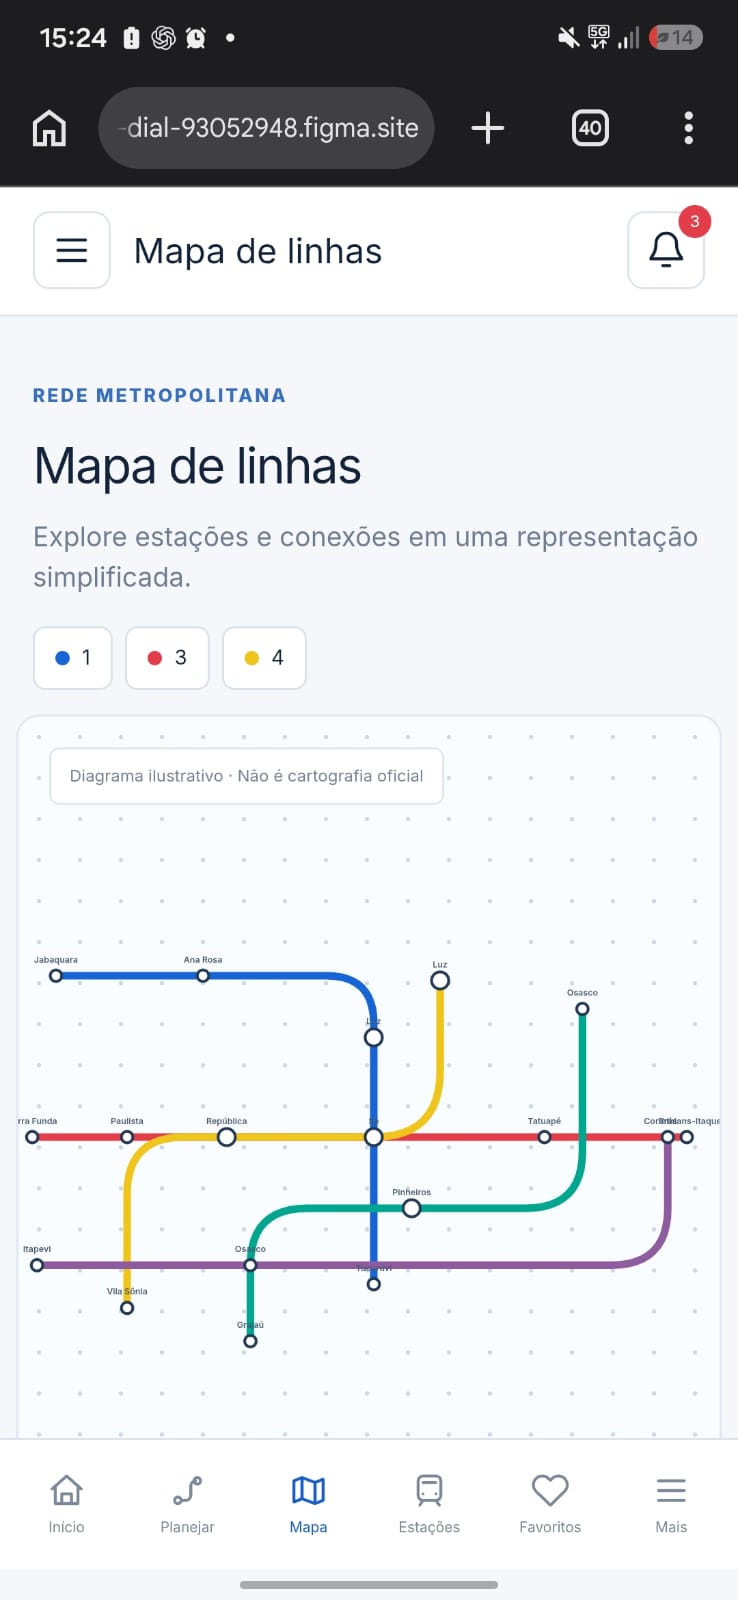 15:24
5G
14
-dial-93052948.figma.site
40
Mapa de linhas
3
REDE METROPOLITANA
Mapa de linhas
Explore estações e conexões em uma representação
simplificada.
1
3
4
Diagrama ilustrativo · Não é cartografia oficial
Jabaquara
Ana Rosa
Luz
Osasco
rra Funda
Paulista
República
Tatuapé
Pinheiros
Itapevi
Osasco
Vila Sônia
Grajaú
Início
Planejar
Mapa
Estações
Favoritos
Mais